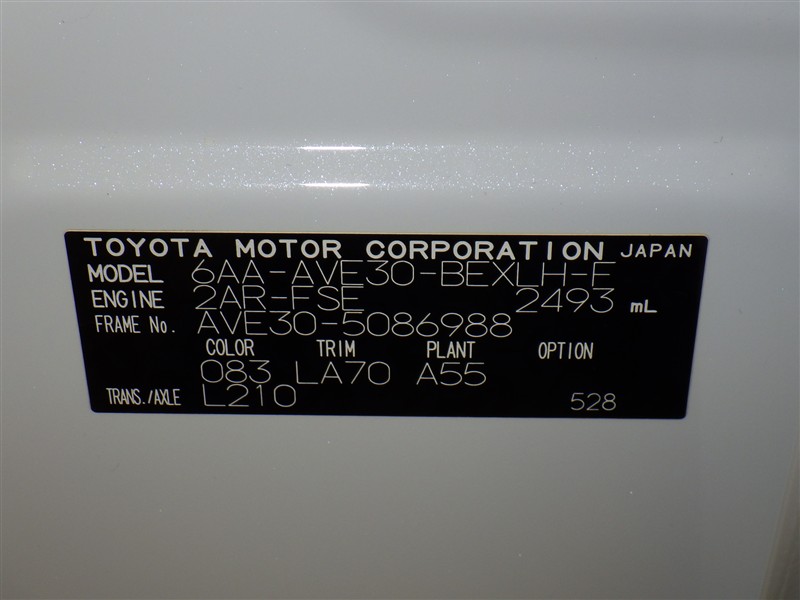 TOYOTA MOTOR CORPORATION JAPAN
MODEL 6AA-AVE30-BEXLH-F
ENGINE 2AR-FSE 2493 mL
FRAME No. AVE30-5086988
COLOR TRIM PLANT OPTION
083 LA70 A55
TRANS./AXLE L210 528